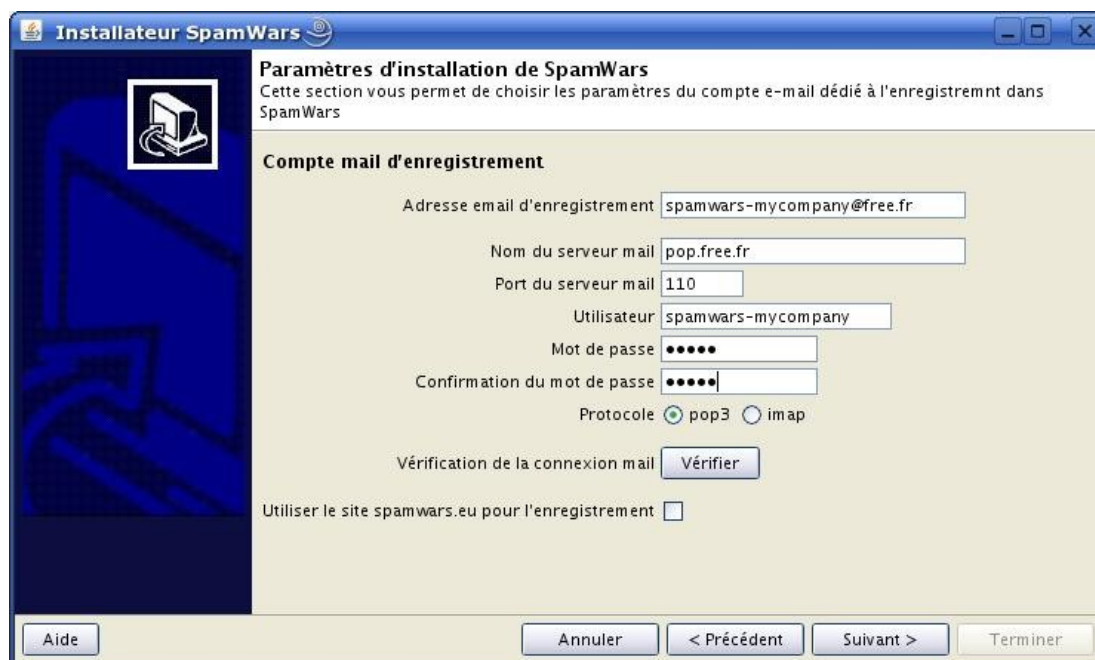 Installateur SpamWars
Paramètres d'installation de SpamWars
Cette section vous permet de choisir les paramètres du compte e-mail dédié à l'enregistremnt dans
SpamWars
Compte mail d'enregistrement
Adresse email d'enregistrement spamwars-mycompany@free.fr
Nom du serveur mail pop.free.fr
Port du serveur mail 110
Utilisateur spamwars-mycompany
Mot de passe •••••
Confirmation du mot de passe •••••
Protocole pop3 imap
Vérification de la connexion mail Vérifier
Utiliser le site spamwars.eu pour l'enregistrement
Aide Annuler < Précédent Suivant > Terminer